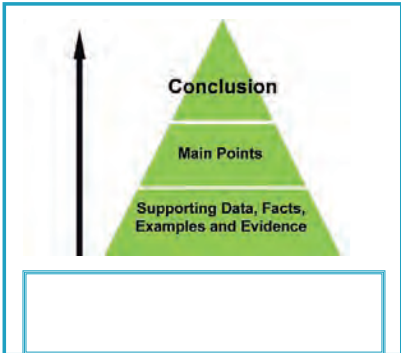 Conclusion
Main Points
Supporting Data, Facts,
Examples and Evidence